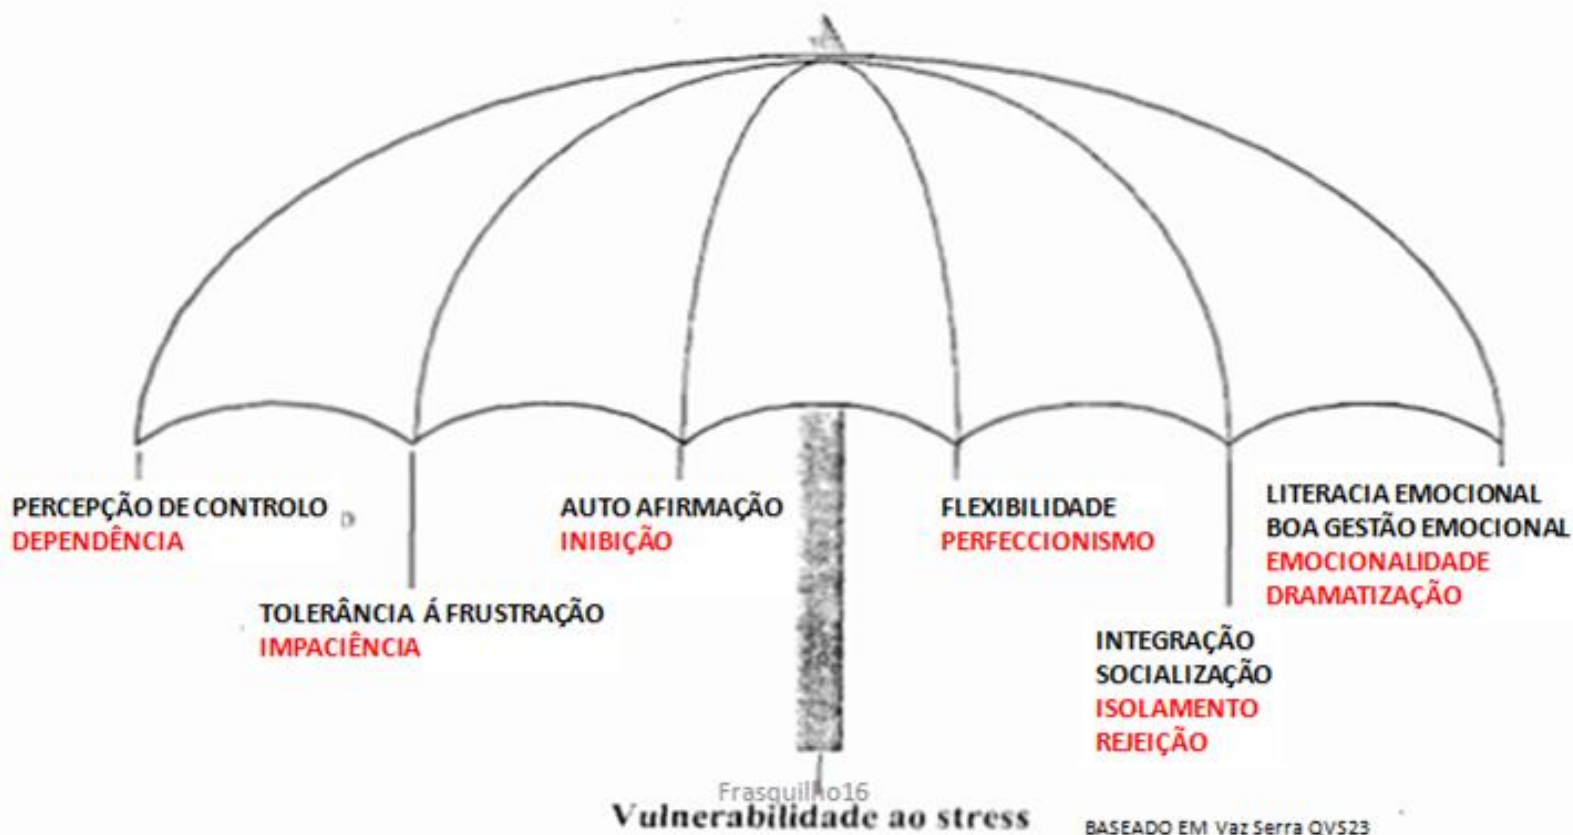 PERCEPÇÃO DE CONTROLO
DEPENDÊNCIA
TOLERÂNCIA Á FRUSTRAÇÃO
IMPACIÊNCIA
AUTO AFIRMAÇÃO
INIBIÇÃO
FLEXIBILIDADE
PERFECCIONISMO
INTEGRAÇÃO
SOCIALIZAÇÃO
ISOLAMENTO
REJEIÇÃO
LITERACIA EMOCIONAL
BOA GESTÃO EMOCIONAL
EMOCIONALIDADE
DRAMATIZAÇÃO
Frasquilho16
Vulnerabilidade ao stress
BASEADO EM Vaz Serra QVS23